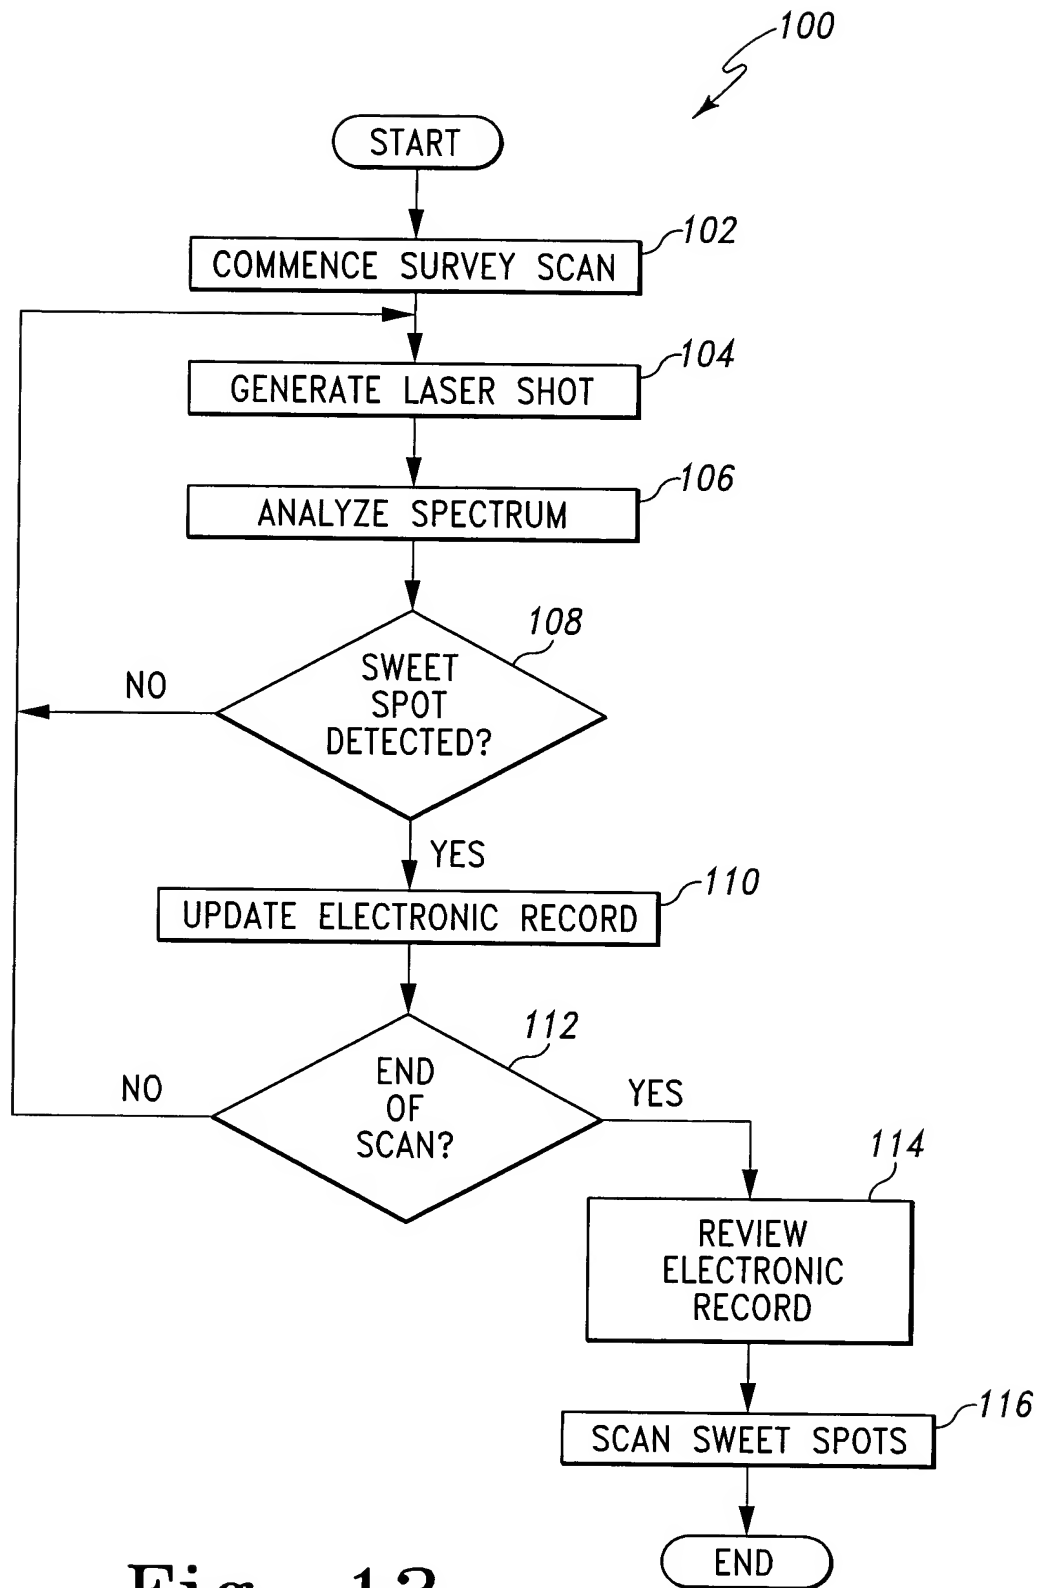 100
START
102
COMMENCE SURVEY SCAN
104
GENERATE LASER SHOT
106
ANALYZE SPECTRUM
108
SWEET
SPOT
DETECTED?
NO
YES
110
UPDATE ELECTRONIC RECORD
112
END
OF
SCAN?
NO
YES
114
REVIEW
ELECTRONIC
RECORD
116
SCAN SWEET SPOTS
END